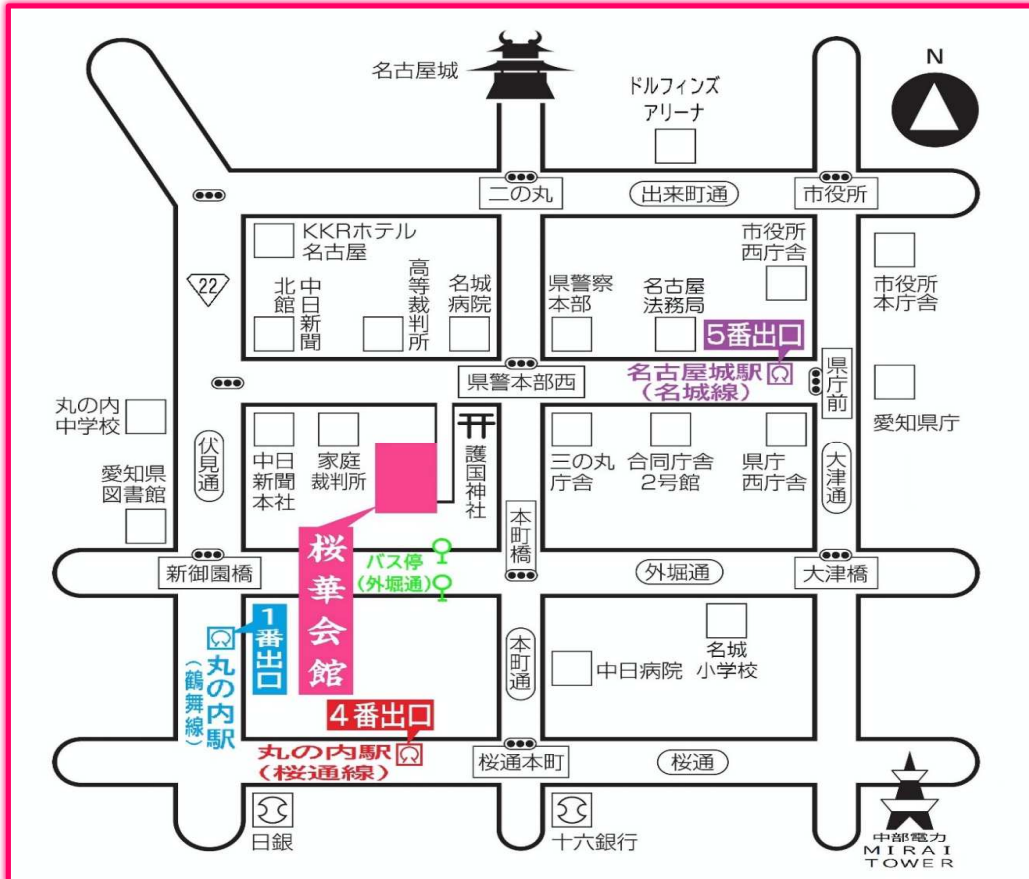 名古屋城
ドルフィンズ
アリーナ
N
二の丸
出来町通
市役所
KKRホテル
名古屋
市役所
西庁舎
市役所
本庁舎
22
中日新聞
北館
高等裁判所
名城
病院
県警察
本部
名古屋
法務局
5番出口
名古屋城駅
(名城線)
県警本部西
県庁前
愛知県庁
丸の内
中学校
伏見通
中日
新聞
本社
家庭
裁判所
護国神社
三の丸
庁舎
合同庁舎
2号館
県庁
西庁舎
大津通
愛知県
図書館
本町橋
新御園橋
桜華会館
バス停
(外堀通)
外堀通
大津橋
1番出口
丸の内駅
(鶴舞線)
本町通
中日病院
名城
小学校
4番出口
丸の内駅
(桜通線)
桜通本町
桜通
日銀
十六銀行
中部電力
MIRAI
TOWER